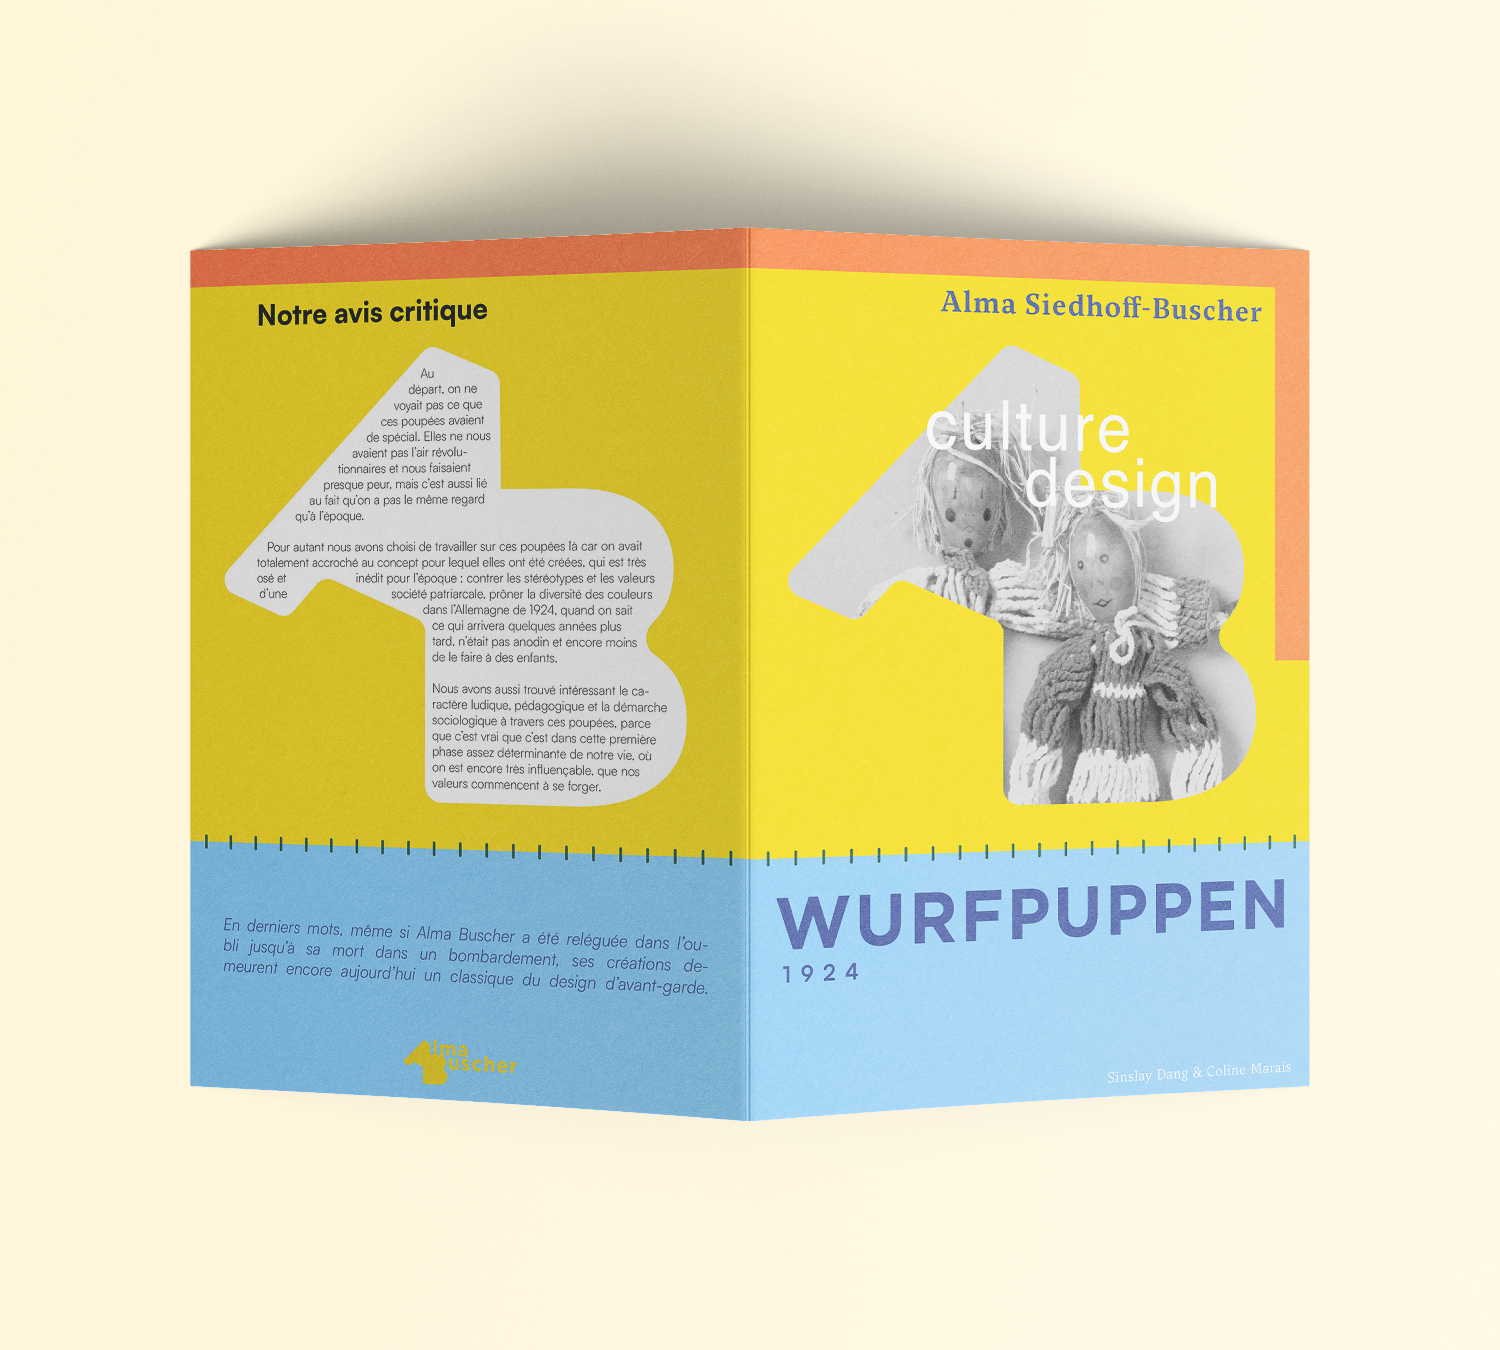 Notre avis critique
Au
départ, on ne
voyait pas ce que
ces poupées avaient
de spécial. Elles ne nous
avaient pas l'air révolu-
tionnaires et nous faisaient
presque peur, mais c'est aussi lié
au fait qu'on a pas le même regard
qu'à l'époque.
Pour autant nous avons choisi de travailler sur ces poupées là car on avait
totalement accroché au concept pour lequel elles ont été créées, qui est très
osé et inédit pour l'époque : contrer les stéréotypes et les valeurs
d'une société patriarcale, prôner la diversité des couleurs
dans l'Allemagne de 1924, quand on sait
ce qui arrivera quelques années plus
tard, n'était pas anodin et encore moins
de le faire à des enfants.
Nous avons aussi trouvé intéressant le ca-
ractère ludique, pédagogique et la démarche
sociologique à travers ces poupées, parce
que c'est vrai que c'est dans cette première
phase assez déterminante de notre vie, où
on est encore très influençable, que nos
valeurs commencent à se forger.
En derniers mots, même si Alma Buscher a été reléguée dans l'ou-
bli jusqu'à sa mort dans un bombardement, ses créations de-
meurent encore aujourd'hui un classique du design d'avant-garde.
Alma
Buscher
Alma Siedhoff-Buscher
culture
design
WURFPUPPEN
1924
Sinslay Dang & Coline Marais